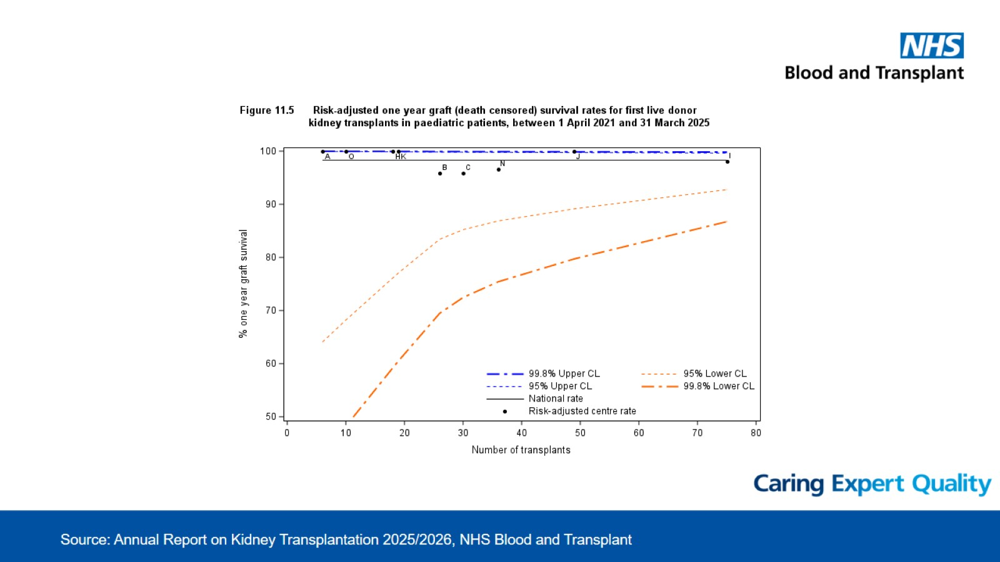 NHS
Blood and Transplant
Figure 11.5 Risk-adjusted one year graft (death censored) survival rates for first live donor
kidney transplants in paediatric patients, between 1 April 2021 and 31 March 2025
% one year graft survival
100
90
80
70
60
50
A O HK J I
B C N
99.8% Upper CL 95% Lower CL
95% Upper CL 99.8% Lower CL
National rate
Risk-adjusted centre rate
0 10 20 30 40 50 60 70 80
Number of transplants
Caring Expert Quality
Source: Annual Report on Kidney Transplantation 2025/2026, NHS Blood and Transplant